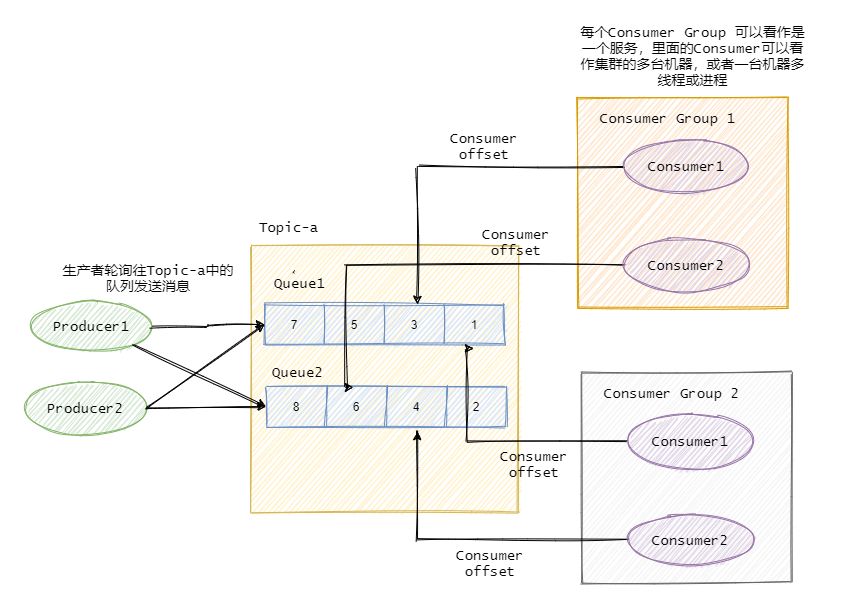 每个Consumer Group 可以看作是
一个服务，里面的Consumer可以看
作集群的多台机器，或者一台机器多
线程或进程
Consumer Group 1
Consumer1
Consumer2
Consumer
offset
Consumer
offset
Topic-a
生产者轮询往Topic-a中的
队列发送消息
Producer1
Producer2
Queue1
7 5 3 1
Queue2
8 6 4 2
Consumer Group 2
Consumer1
Consumer2
Consumer
offset
Consumer
offset